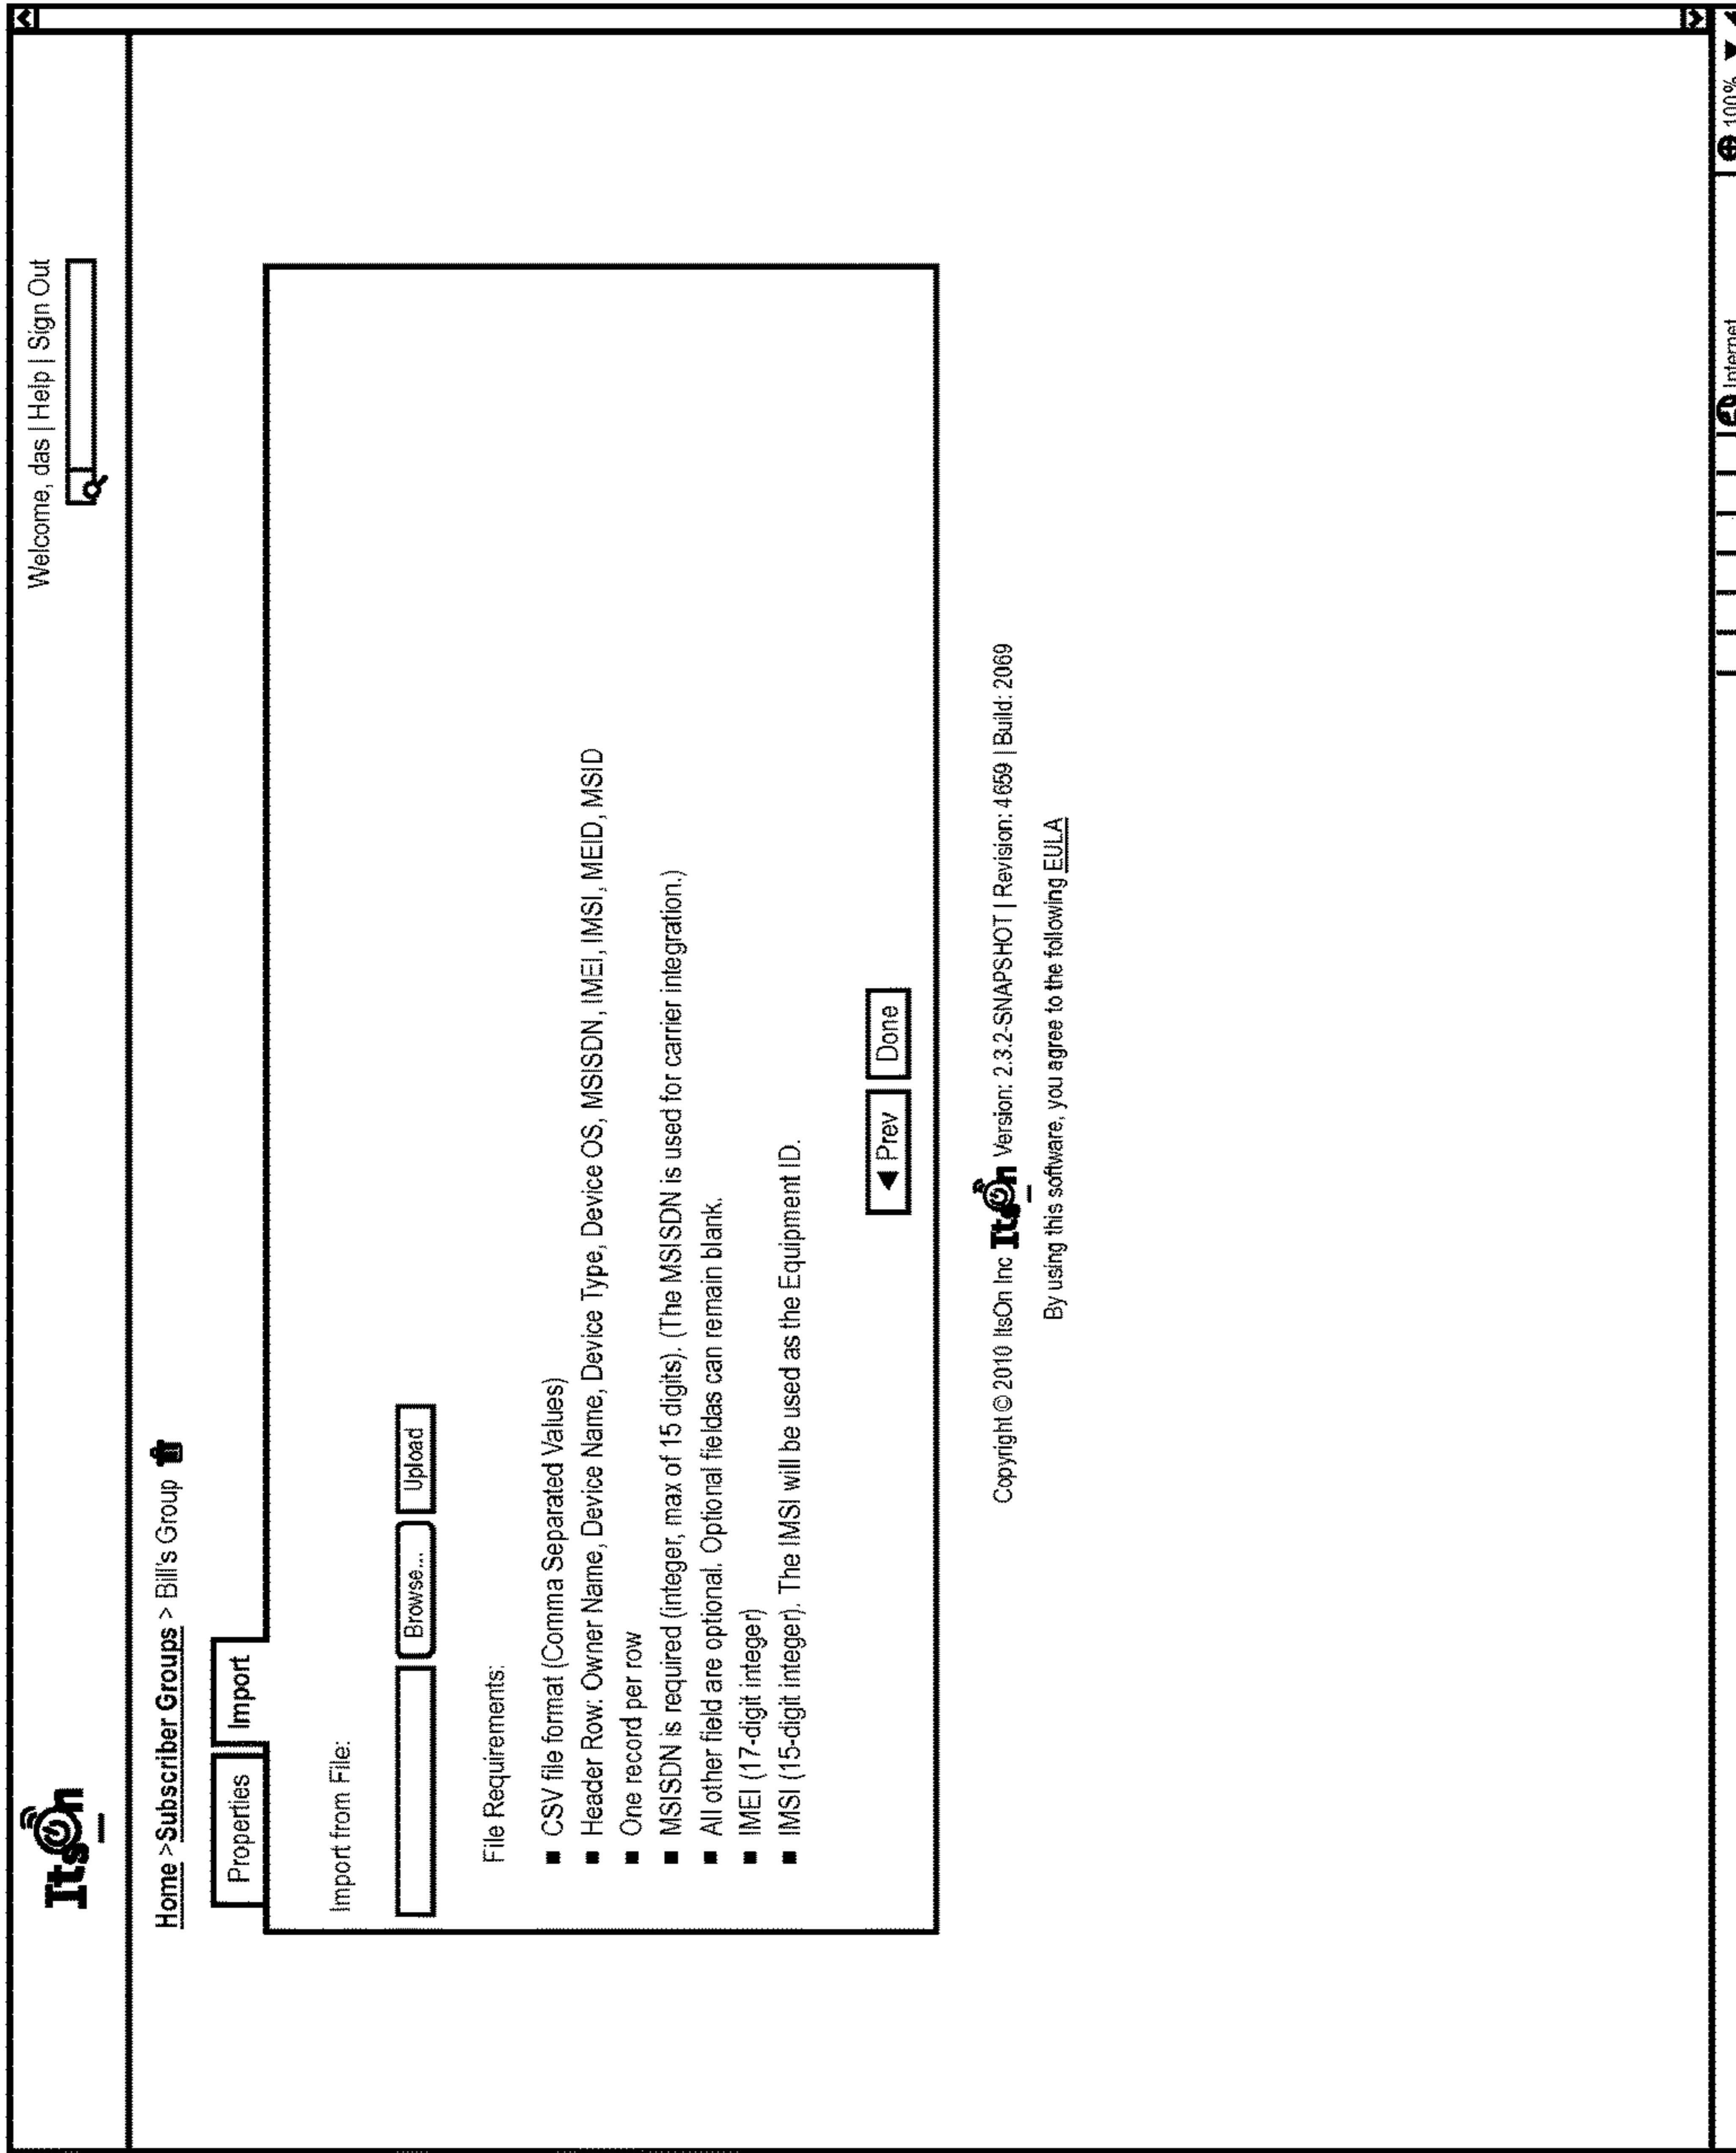 ItsOn
Welcome, das | Help | Sign Out
Home >Subscriber Groups > Bill's Group
Properties
Import
Import from File:
Browse...
Upload
File Requirements:
■ CSV file format (Comma Separated Values)
■ Header Row: Owner Name, Device Name, Device Name, Device Type, Device OS, MSISDN, IMEI, IMSI, MEID, MSID
■ One record per row
■ MSISDN is required (integer, max of 15 digits). (The MSISDN is used for carrier integration.)
■ All other field are optional. Optional fieldas can remain blank.
■ IMEI (17-digit integer)
■ IMSI (15-digit integer). The IMSI will be used as the Equipment ID.
◀ Prev
Done
Copyright © 2010 ItsOn Inc ItsOn Version: 2.3.2-SNAPSHOT | Revision: 4659 | Build: 2069
By using this software, you agree to the following EULA
Internet
100%